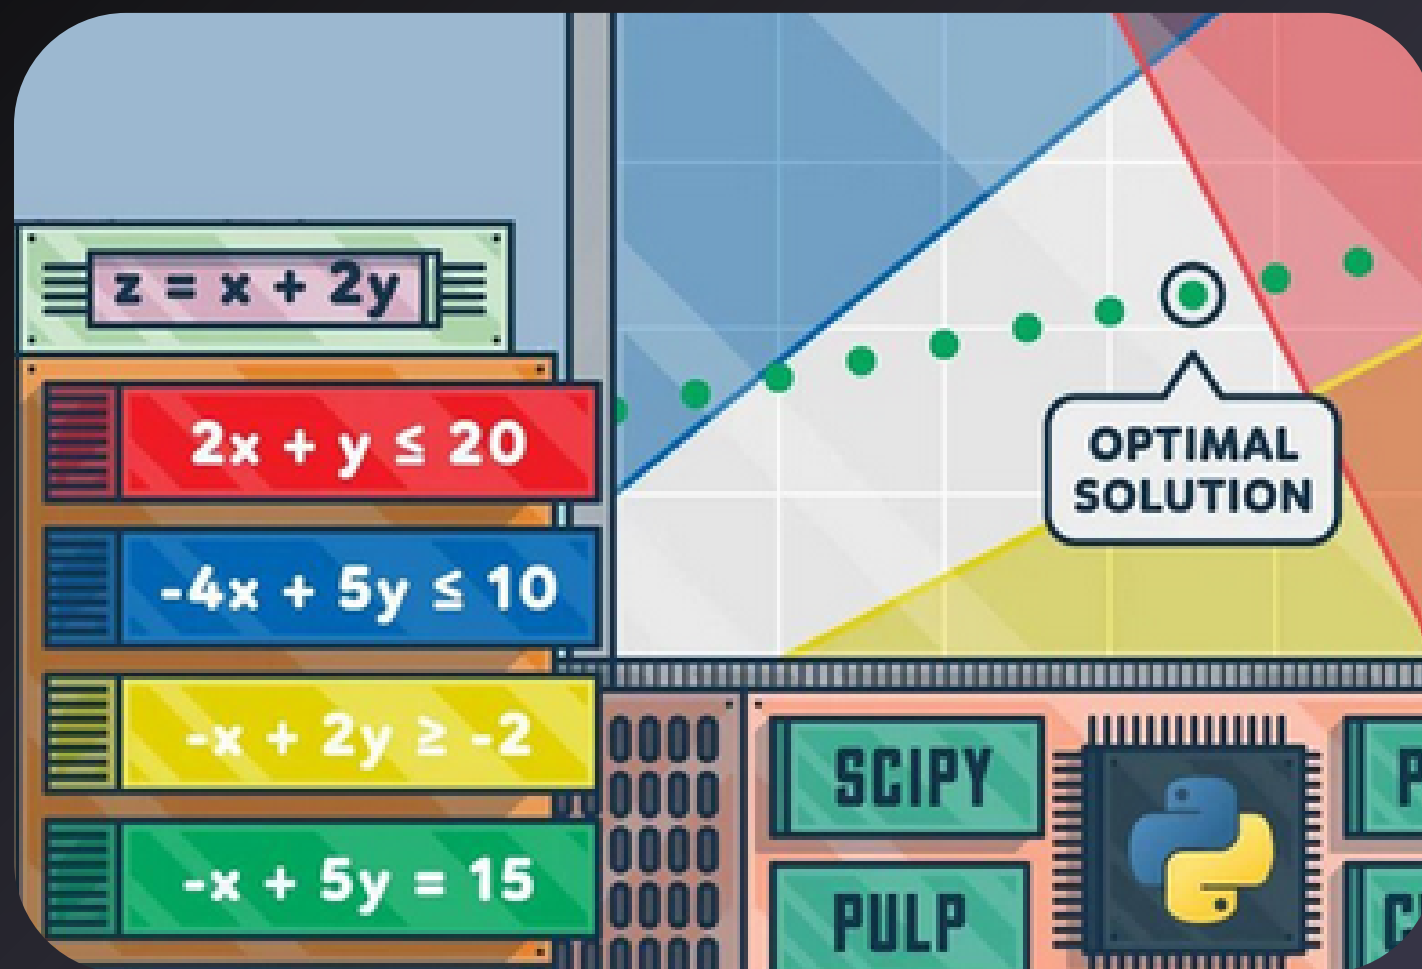 z = x + 2y
2x + y ≤ 20
-4x + 5y ≤ 10
-x + 2y ≥ -2
-x + 5y = 15
OPTIMAL
SOLUTION
SCIPY
PULP